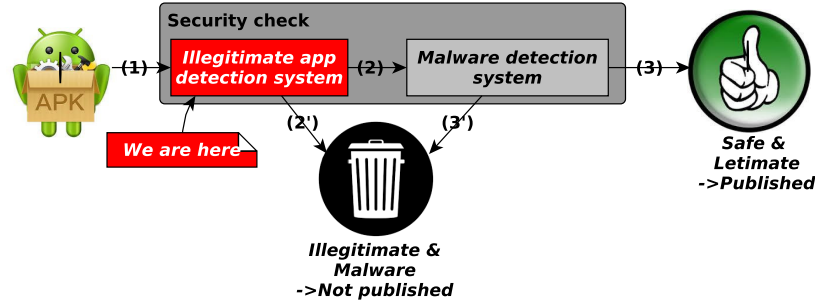 Security check
APK
(1)
Illegitimate app
detection system
(2)
Malware detection
system
(3)
We are here
(2')
(3')
Safe &
Letimate
->Published
Illegitimate &
Malware
->Not published